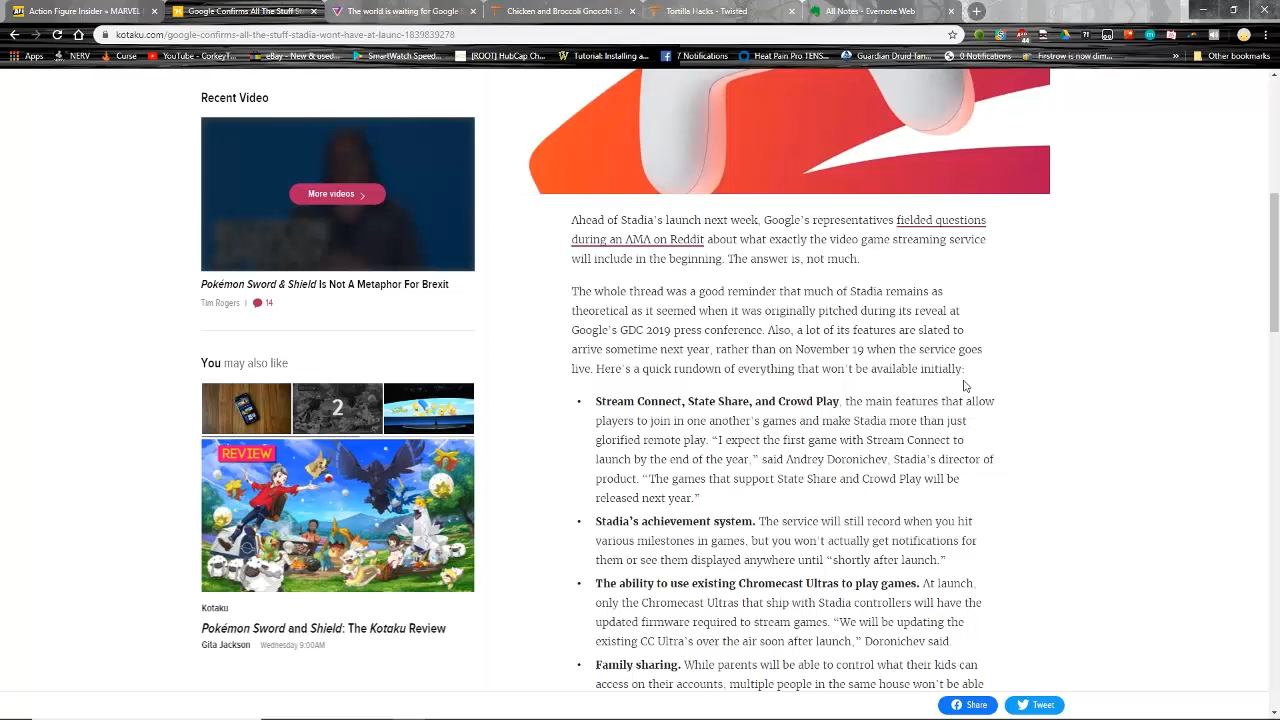 Action Figure Insider » MARVEL
Google Confirms All The Stuff St
The world is waiting for Google
Chicken and Broccoli Gnocchi Be
Tortilla Hacks - Twisted
All Notes - Evernote Web
kotaku.com/google-confirms-all-the-stuff-stadia-wont-have-at-launc-1839889278
Apps NERV Curse YouTube - CorkeyT eBay - New & used... SmartWatch Speed... [ROOT] HubCap Ch... Tutorial: Installing a... 7 Notifications Heat Pain Pro TENS... Guardian Druid Tan... 0 Notifications Firstrow is now dim... » Other bookmarks
Recent Video
More videos
Pokémon Sword & Shield Is Not A Metaphor For Brexit
Tim Rogers | 14
You may also like
2
REVIEW
Kotaku
Pokémon Sword and Shield: The Kotaku Review
Gita Jackson Wednesday 9:00AM
Ahead of Stadia's launch next week, Google's representatives fielded questions
during an AMA on Reddit about what exactly the video game streaming service
will include in the beginning. The answer is, not much.
The whole thread was a good reminder that much of Stadia remains as
theoretical as it seemed when it was originally pitched during its reveal at
Google's GDC 2019 press conference. Also, a lot of its features are slated to
arrive sometime next year, rather than on November 19 when the service goes
live. Here's a quick rundown of everything that won't be available initially:
• Stream Connect, State Share, and Crowd Play, the main features that allow
players to join in one another's games and make Stadia more than just
glorified remote play. “I expect the first game with Stream Connect to
launch by the end of the year,” said Andrey Doronichev, Stadia's director of
product. “The games that support State Share and Crowd Play will be
released next year.”
• Stadia's achievement system. The service will still record when you hit
various milestones in games, but you won't actually get notifications for
them or see them displayed anywhere until “shortly after launch.”
• The ability to use existing Chromecast Ultras to play games. At launch,
only the Chromecast Ultras that ship with Stadia controllers will have the
updated firmware required to stream games. “We will be updating the
existing CC Ultra's over the air soon after launch,” Doronichev said.
• Family sharing. While parents will be able to control what their kids can
access on their accounts, multiple people in the same house won't be able
Share
Tweet